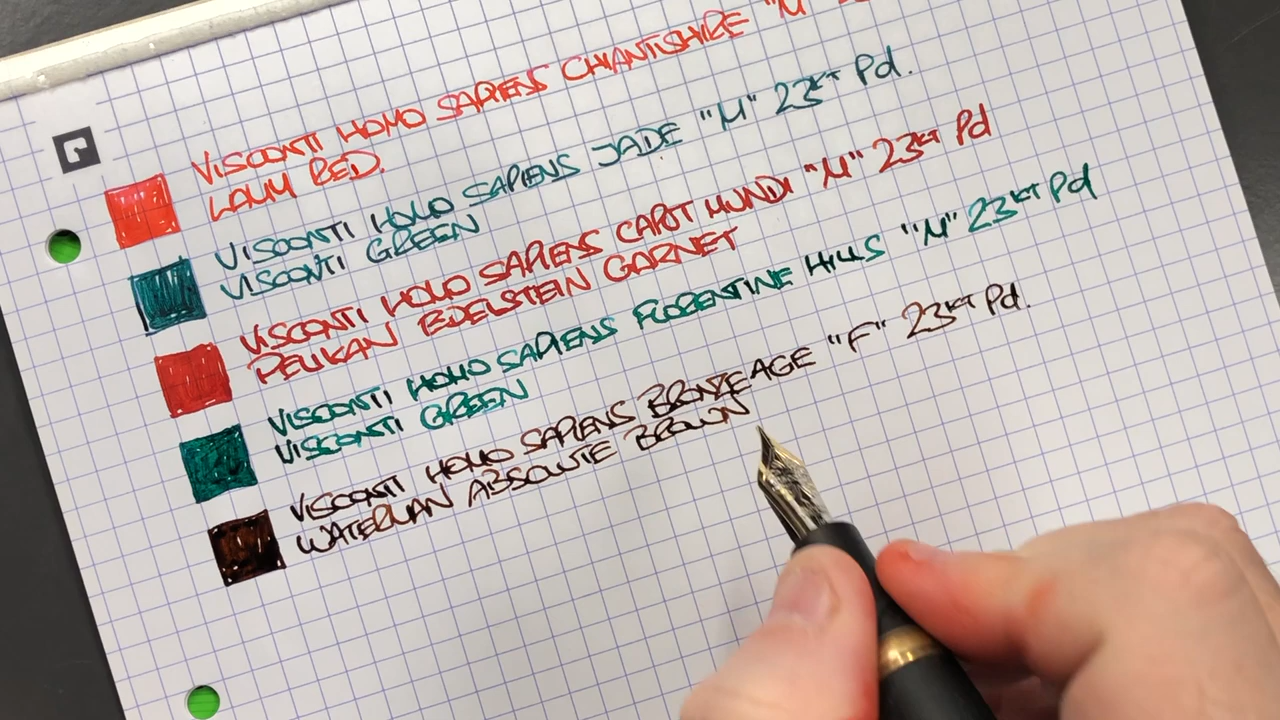 VISCONTI HOMO SAPIENS CHIANTISHIRE "M"
LAMY RED.
VISCONTI HOMO SAPIENS JADE "M" 23KT Pd.
VISCONTI GREEN
VISCONTI HOMO SAPIENS CAPUT MUNDI "M" 23KT Pd
PELIKAN EDELSTEIN GARNET
VISCONTI HOMO SAPIENS FLORENTINE HILLS "M" 23KT Pd
VISCONTI GREEN
VISCONTI HOMO SAPIENS BRONZE AGE "F" 23KT Pd.
WATERMAN ABSOLUTE BROWN